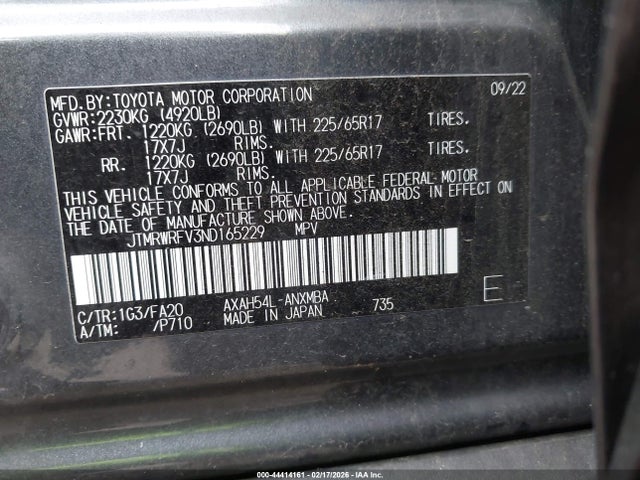 MFD.BY:TOYOTA MOTOR CORPORATION 09/22
GVWR:2230KG (4920LB)
GAWR:FRT. 1220KG (2690LB) WITH 225/65R17 TIRES.
17X7J RIMS.
RR. 1220KG (2690LB) WITH 225/65R17 TIRES.
17X7J RIMS.
THIS VEHICLE CONFORMS TO ALL APPLICABLE FEDERAL MOTOR
VEHICLE SAFETY AND THEFT PREVENTION STANDARDS IN EFFECT ON
THE DATE OF MANUFACTURE SHOWN ABOVE.
JTMRWRFV3ND165229 MPV
C/TR:1G3/FA20 AXAH54L-ANXMBA 735 E
A/TM: /P710 MADE IN JAPAN
000-44414161 - 02/17/2026 - IAA Inc.